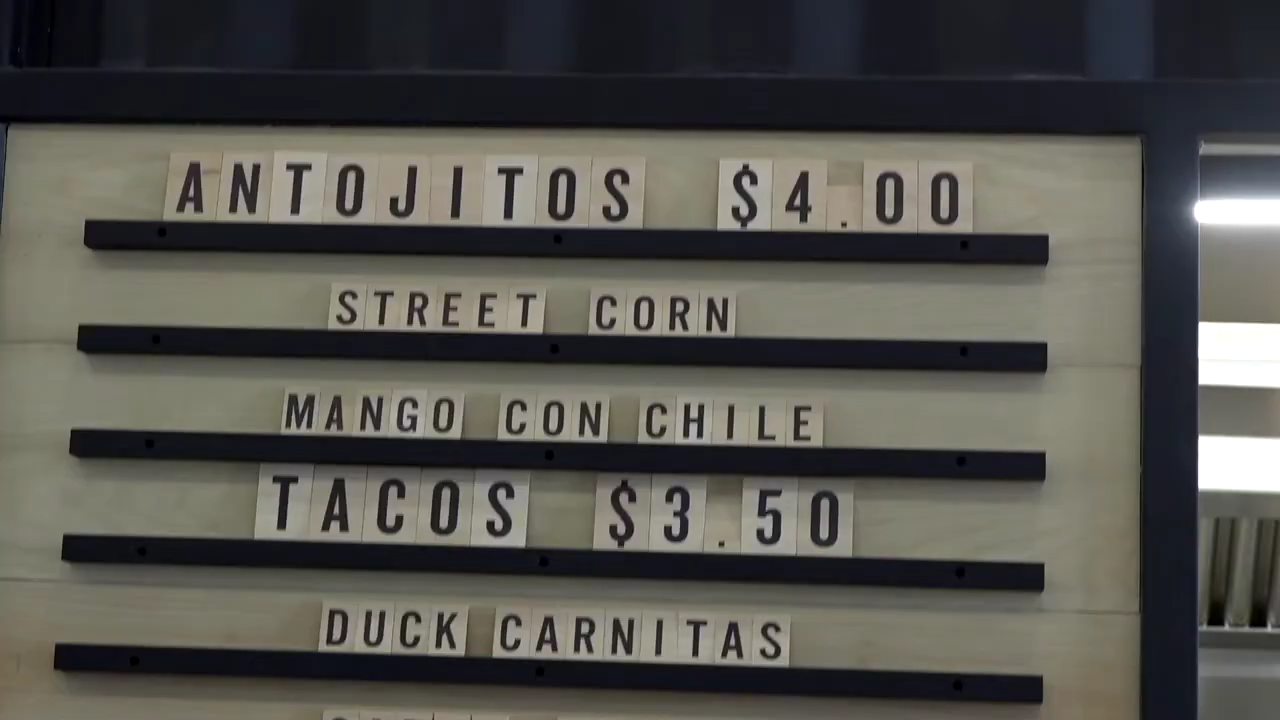 ANTOJITOS $4.00
STREET CORN
MANGO CON CHILE
TACOS $3.50
DUCK CARNITAS